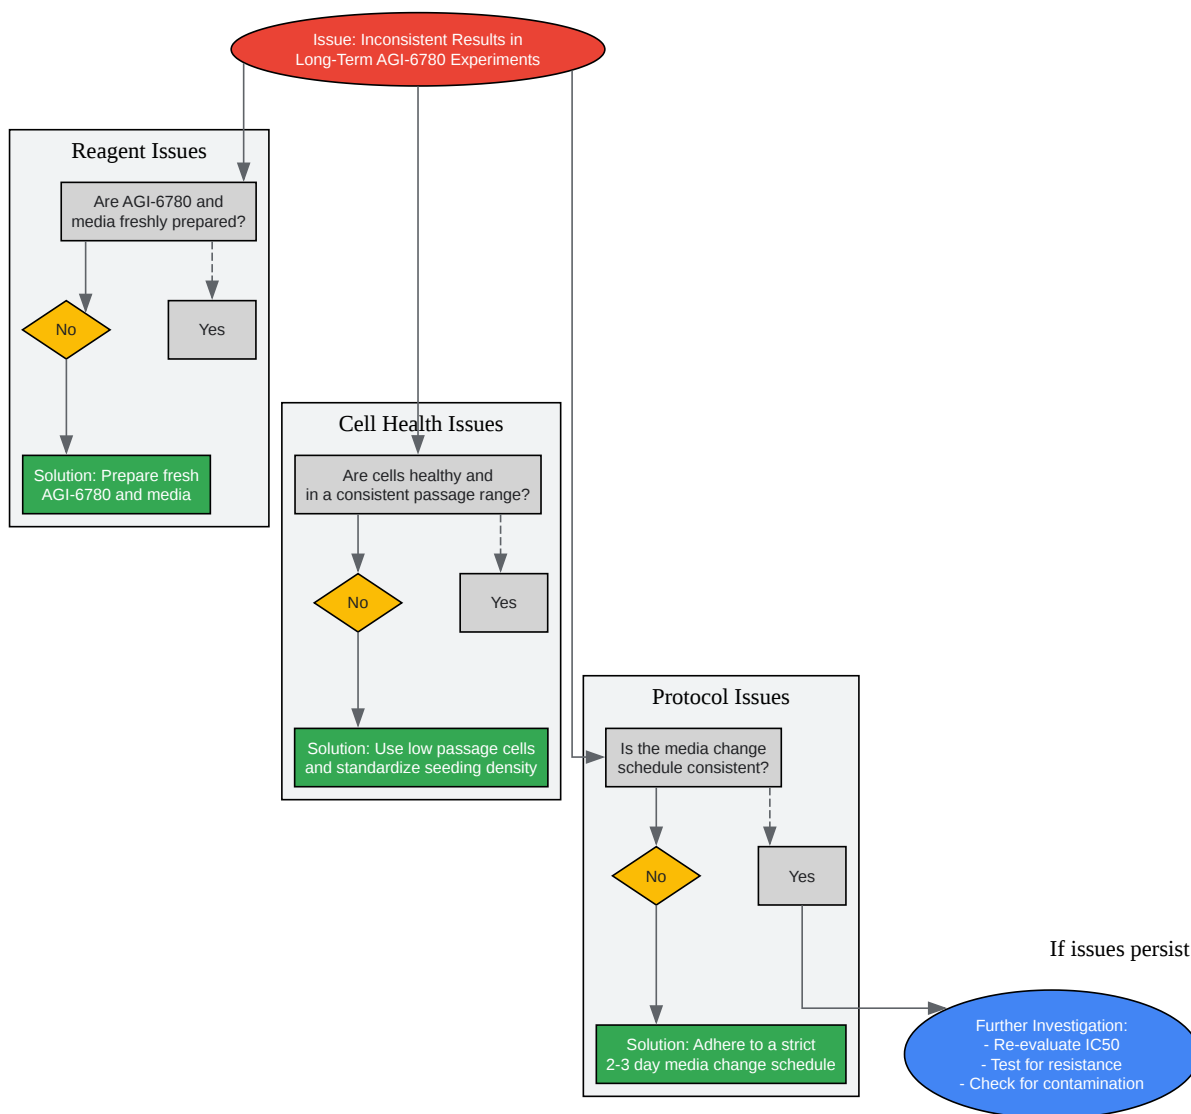 Issue: Inconsistent Results in
Long-Term AGI-6780 Experiments
Reagent Issues
Are AGI-6780 and
media freshly prepared?
No
Yes
Solution: Prepare fresh
AGI-6780 and media
Cell Health Issues
Are cells healthy and
in a consistent passage range?
No
Yes
Solution: Use low passage cells
and standardize seeding density
Protocol Issues
Is the media change
schedule consistent?
No
Yes
Solution: Adhere to a strict
2-3 day media change schedule
If issues persist
Further Investigation:
- Re-evaluate IC50
- Test for resistance
- Check for contamination